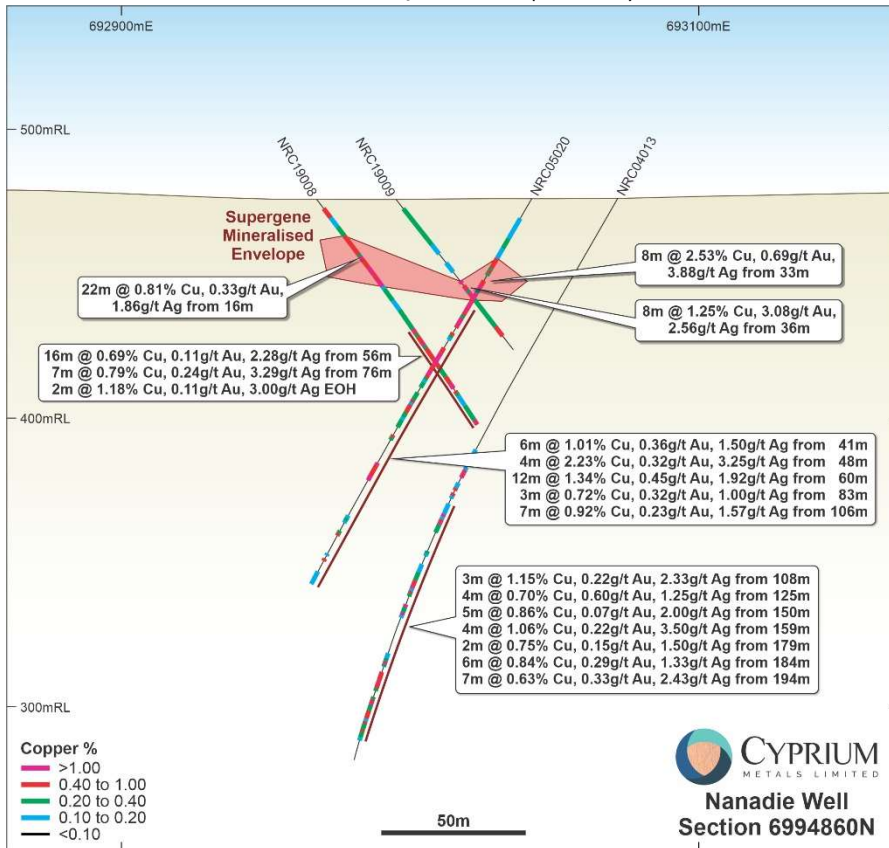 692900mE
693100mE
500mRL
NRC19008
NRC19009
NRC05020
NRC04013
Supergene
Mineralised
Envelope
8m @ 2.53% Cu, 0.69g/t Au,
3.88g/t Ag from 33m
22m @ 0.81% Cu, 0.33g/t Au,
1.86g/t Ag from 16m
8m @ 1.25% Cu, 3.08g/t Au,
2.56g/t Ag from 36m
16m @ 0.69% Cu, 0.11g/t Au, 2.28g/t Ag from 56m
7m @ 0.79% Cu, 0.24g/t Au, 3.29g/t Ag from 76m
2m @ 1.18% Cu, 0.11g/t Au, 3.00g/t Ag EOH
400mRL
6m @ 1.01% Cu, 0.36g/t Au, 1.50g/t Ag from 41m
4m @ 2.23% Cu, 0.32g/t Au, 3.25g/t Ag from 48m
12m @ 1.34% Cu, 0.45g/t Au, 1.92g/t Ag from 60m
3m @ 0.72% Cu, 0.32g/t Au, 1.00g/t Ag from 83m
7m @ 0.92% Cu, 0.23g/t Au, 1.57g/t Ag from 106m
3m @ 1.15% Cu, 0.22g/t Au, 2.33g/t Ag from 108m
4m @ 0.70% Cu, 0.60g/t Au, 1.25g/t Ag from 125m
5m @ 0.86% Cu, 0.07g/t Au, 2.00g/t Ag from 150m
4m @ 1.06% Cu, 0.22g/t Au, 3.50g/t Ag from 159m
2m @ 0.75% Cu, 0.15g/t Au, 1.50g/t Ag from 179m
6m @ 0.84% Cu, 0.29g/t Au, 1.33g/t Ag from 184m
7m @ 0.63% Cu, 0.33g/t Au, 2.43g/t Ag from 194m
300mRL
Copper %
>1.00
0.40 to 1.00
0.20 to 0.40
0.10 to 0.20
<0.10
50m
CYPRIUM
METALS LIMITED
Nanadie Well
Section 6994860N